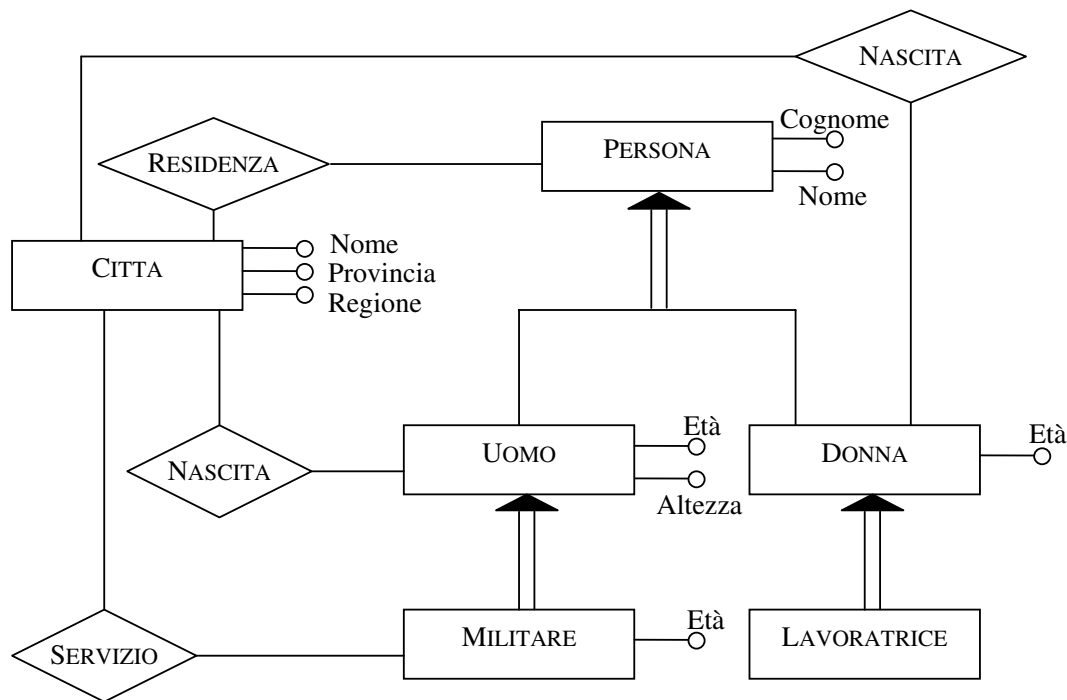 NASCITA
Cognome
PERSONA
RESIDENZA
Nome
Nome
CITTA
Provincia
Regione
Età
Età
UOMO
DONNA
NASCITA
Altezza
Età
MILITARE
LAVORATRICE
SERVIZIO